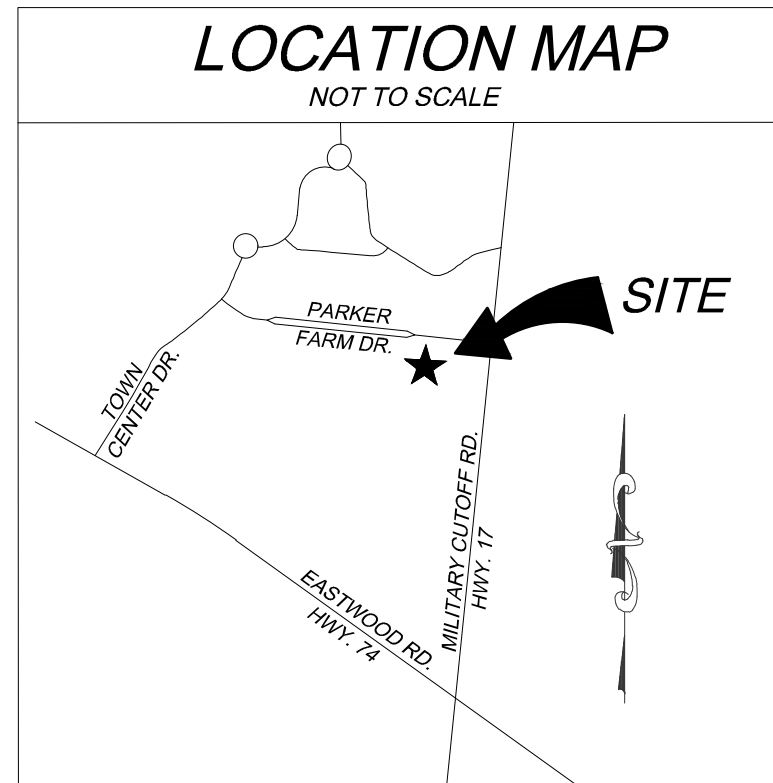 LOCATION MAP
NOT TO SCALE
SITE
PARKER
FARM DR.
TOWN
CENTER DR.
MILITARY CUTOFF RD.
HWY. 17
EASTWOOD RD.
HWY. 74